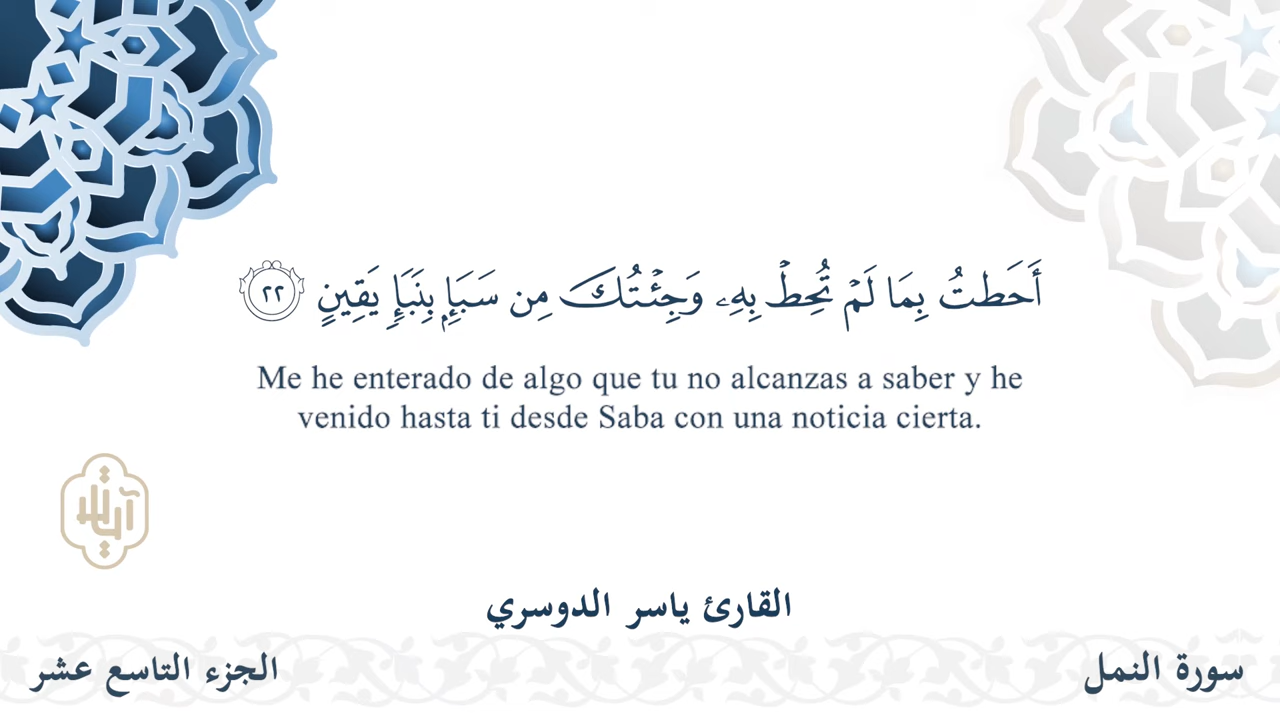 أَحَطتُ بِمَا لَمْ تُحِطْ بِهِۦ وَجِئْتُكَ مِن سَبَإٍۭ بِنَبَإٍۢ يَقِينٍ ٢٢
Me he enterado de algo que tu no alcanzas a saber y he
venido hasta ti desde Saba con una noticia cierta.
القارئ ياسر الدوسري
سورة النمل
الجزء التاسع عشر